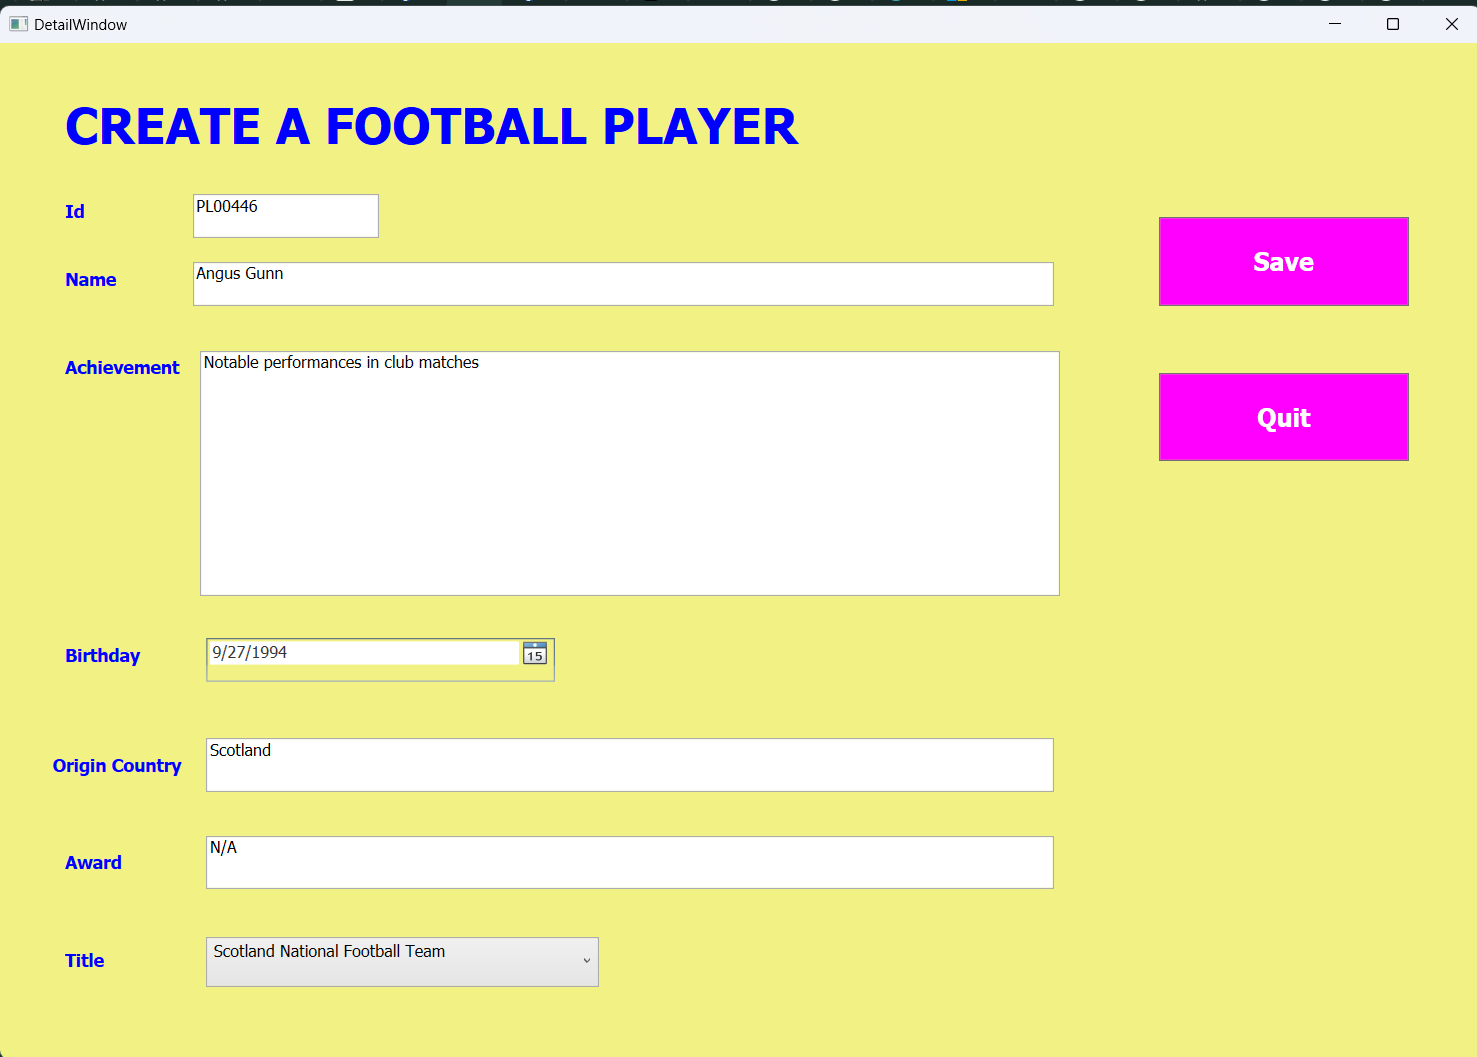 DetailWindow
CREATE A FOOTBALL PLAYER
Id
PL00446
Name
Angus Gunn
Save
Achievement
Notable performances in club matches
Quit
Birthday
9/27/1994
15
Origin Country
Scotland
Award
N/A
Title
Scotland National Football Team